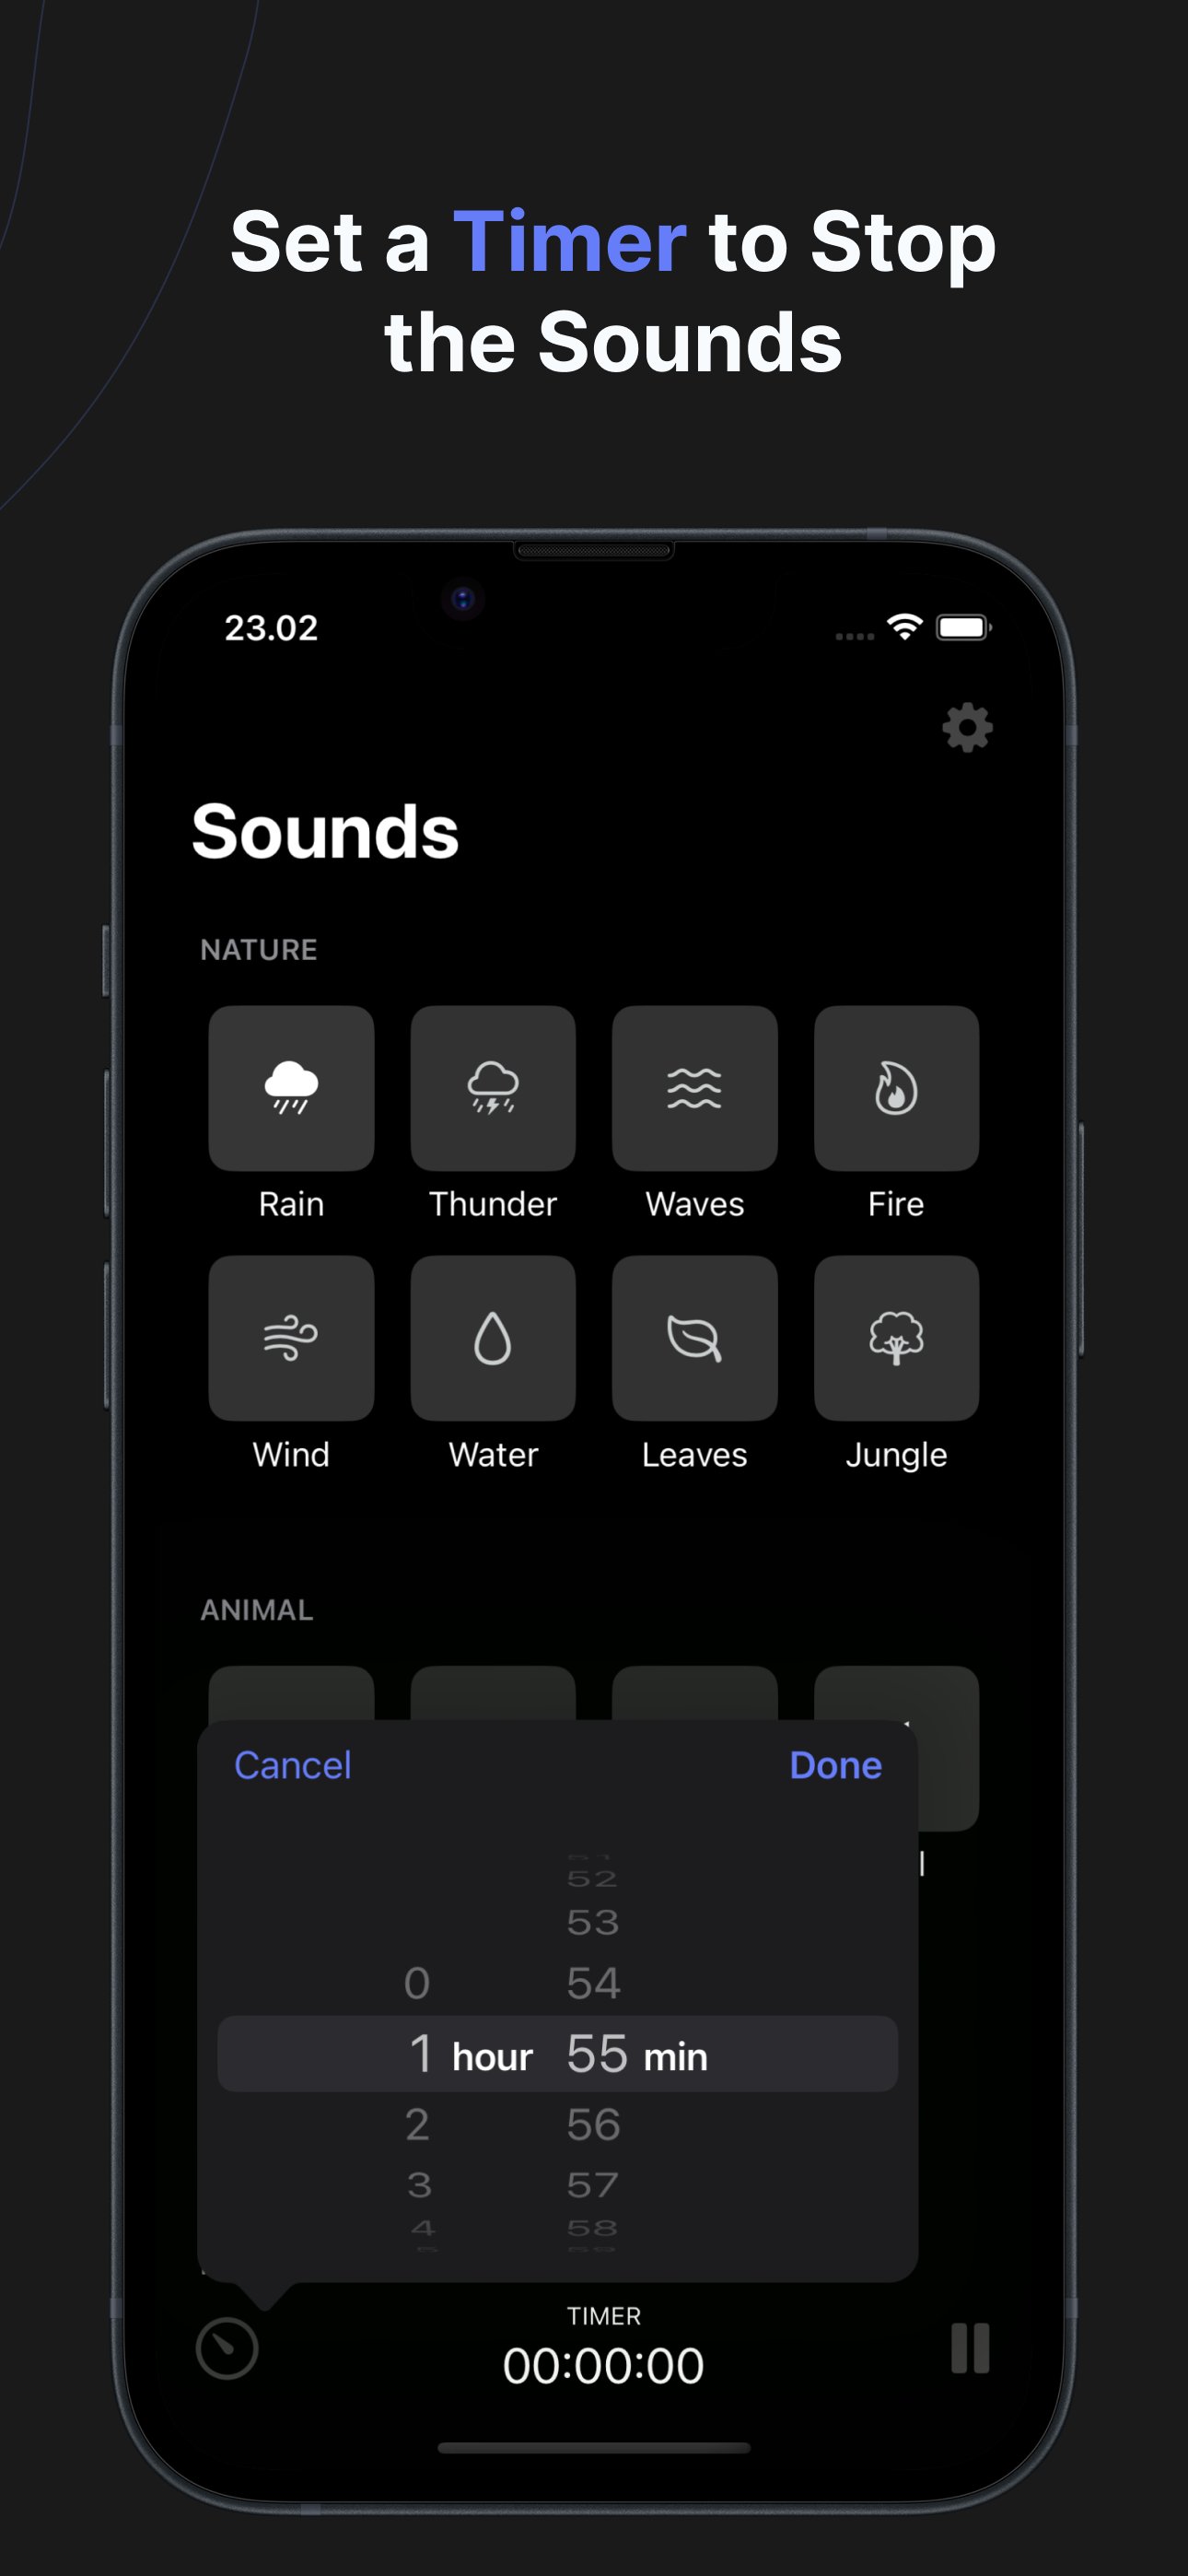 Set a Timer to Stop
the Sounds
23.02
Sounds
NATURE
Rain Thunder Waves Fire
Wind Water Leaves Jungle
ANIMAL
Cancel Done
52
53
0 54
1 hour 55 min
2 56
3 57
4 58
5 59
TIMER
00:00:00